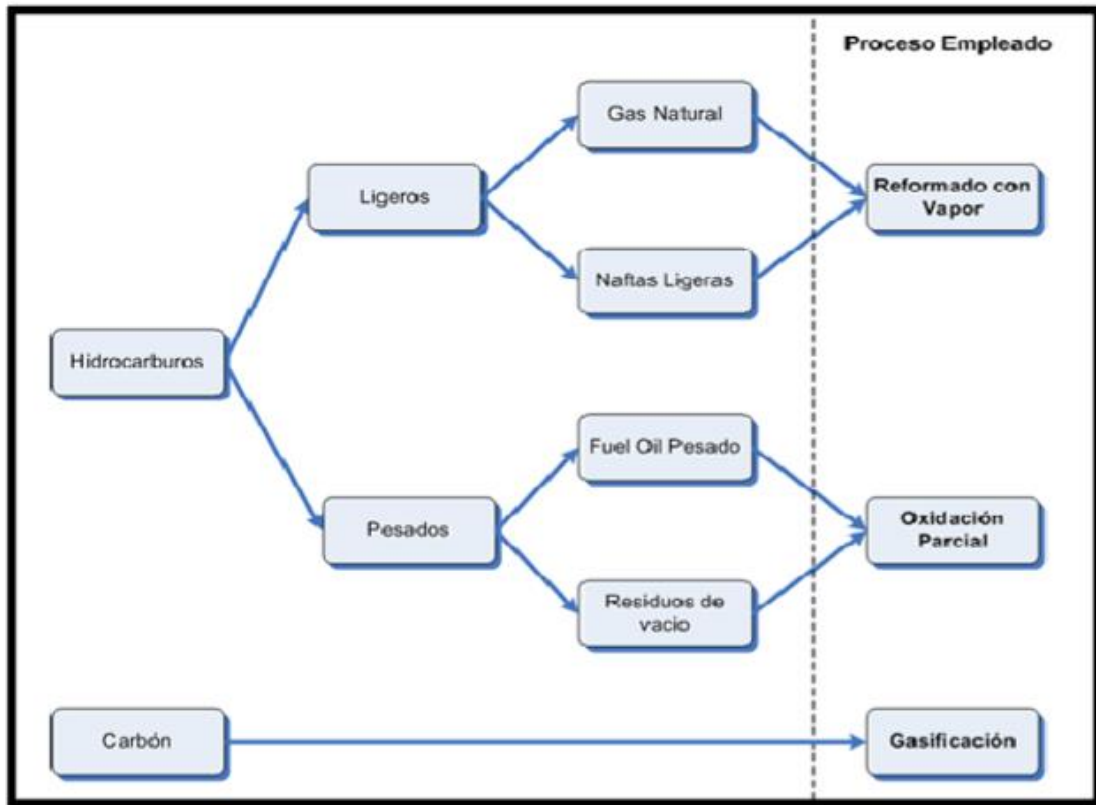 Proceso Empleado
Gas Natural
Ligeros
Reformado con
Vapor
Naftas Ligeras
Hidrocarburos
Fuel Oil Pesado
Pesados
Oxidación
Parcial
Residuos de
vacio
Carbón
Gasificación